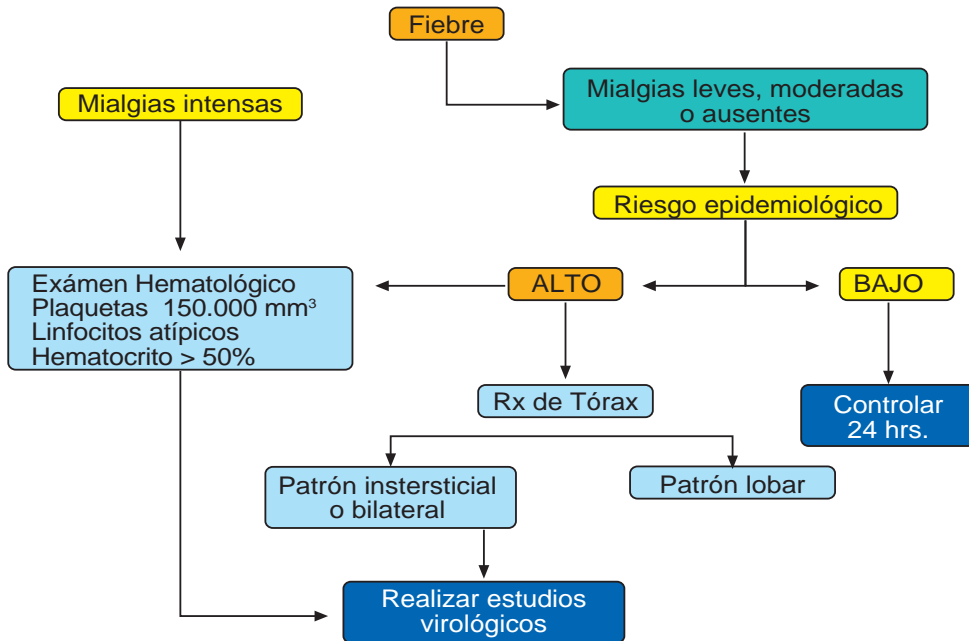 Fiebre
Mialgias intensas
Mialgias leves, moderadas
o ausentes
Riesgo epidemiológico
Exámen Hematológico
Plaquetas 150.000 mm³
Linfocitos atípicos
Hematocrito > 50%
ALTO
BAJO
Rx de Tórax
Controlar
24 hrs.
Patrón instersticial
o bilateral
Patrón lobar
Realizar estudios
virológicos